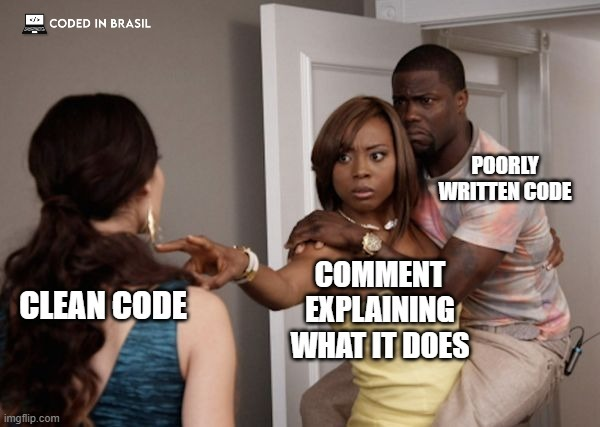 CODED IN BRASIL
POORLY
WRITTEN CODE
COMMENT
EXPLAINING
WHAT IT DOES
CLEAN CODE
imgflip.com